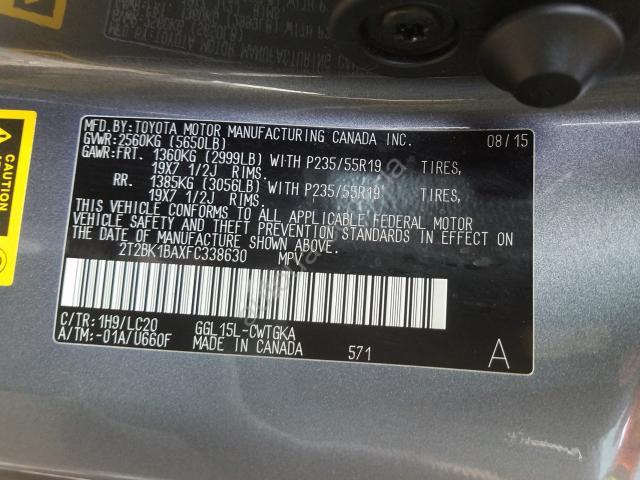 MFD.BY:TOYOTA MOTOR MANUFACTURING CANADA INC. 08/15
GVWR:2560KG (5650LB)
GAWR:FRT. 1360KG (2999LB) WITH P235/55R19 TIRES,
19X7 1/2J RIMS.
RR. 1385KG (3056LB) WITH P235/55R19 TIRES,
19X7 1/2J RIMS.
THIS VEHICLE CONFORMS TO ALL APPLICABLE FEDERAL MOTOR
VEHICLE SAFETY AND THEFT PREVENTION STANDARDS IN EFFECT ON
THE DATE OF MANUFACTURE SHOWN ABOVE.
2T2BK1BAXFC338630 MPV
C/TR:1H9/LC20 GGL15L-CWTGKA
A/TM:-01A/U660F MADE IN CANADA 571 A
CAUTION